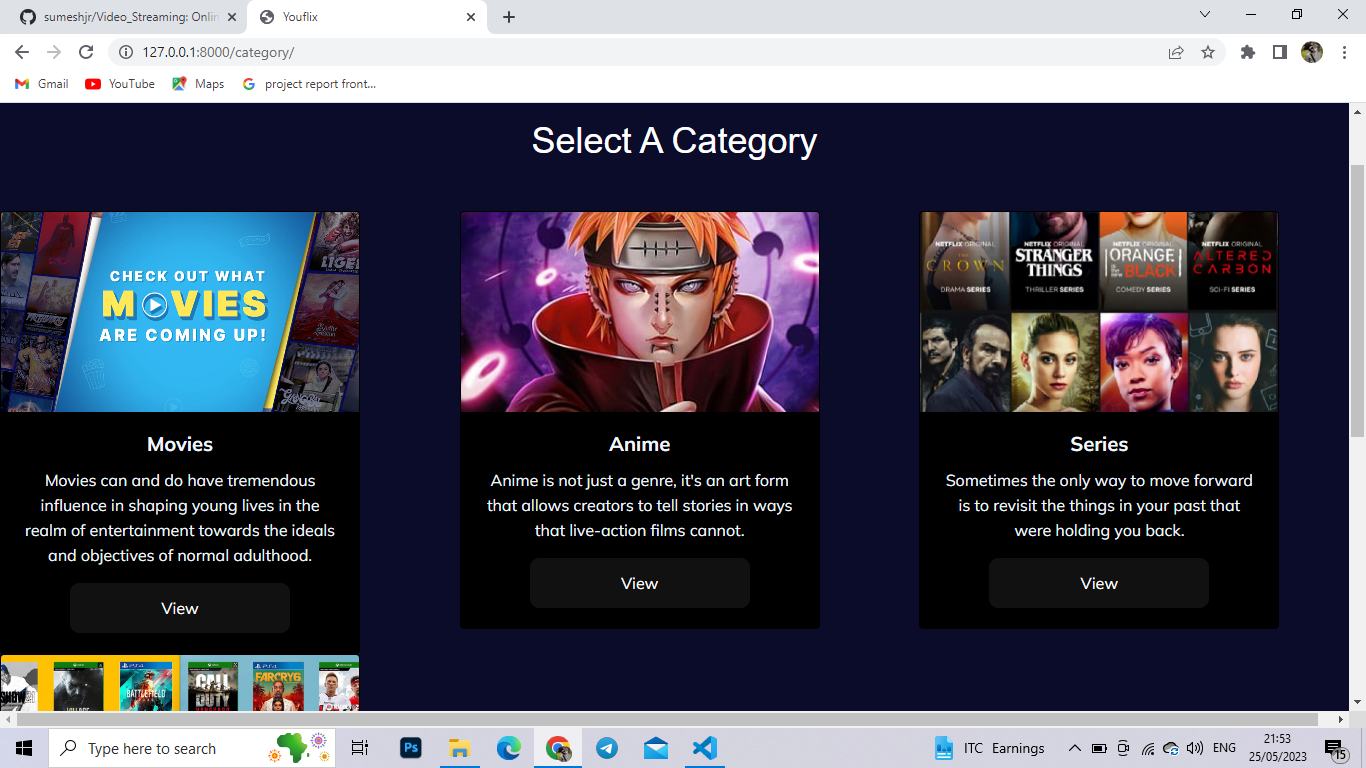 sumeshjr/Video_Streaming: Onlin
Youflix
127.0.0.1:8000/category/
Gmail
YouTube
Maps
project report front...
Select A Category
CHECK OUT WHAT
MOVIES
ARE COMING UP!
NETFLIX ORIGINAL
CROWN
DRAMA SERIES
NETFLIX ORIGINAL
STRANGER
THINGS
THRILLER SERIES
NETFLIX ORIGINAL
ORANGE
BLACK
COMEDY SERIES
NETFLIX ORIGINAL
ALTERED
CARBON
SCI-FI SERIES
Movies
Movies can and do have tremendous
influence in shaping young lives in the
realm of entertainment towards the ideals
and objectives of normal adulthood.
View
Anime
Anime is not just a genre, it's an art form
that allows creators to tell stories in ways
that live-action films cannot.
View
Series
Sometimes the only way to move forward
is to revisit the things in your past that
were holding you back.
View
BATTLEFIELD
CALL
DUTY
FARCRY6
Type here to search
Ps
ITC Earnings
ENG
21:53
25/05/2023
15